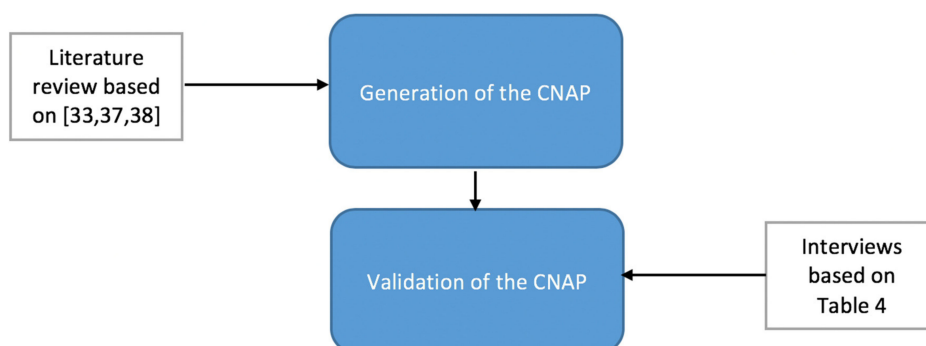 Literature
review based
on [33,37,38]
Generation of the CNAP
Validation of the CNAP
Interviews
based on
Table 4